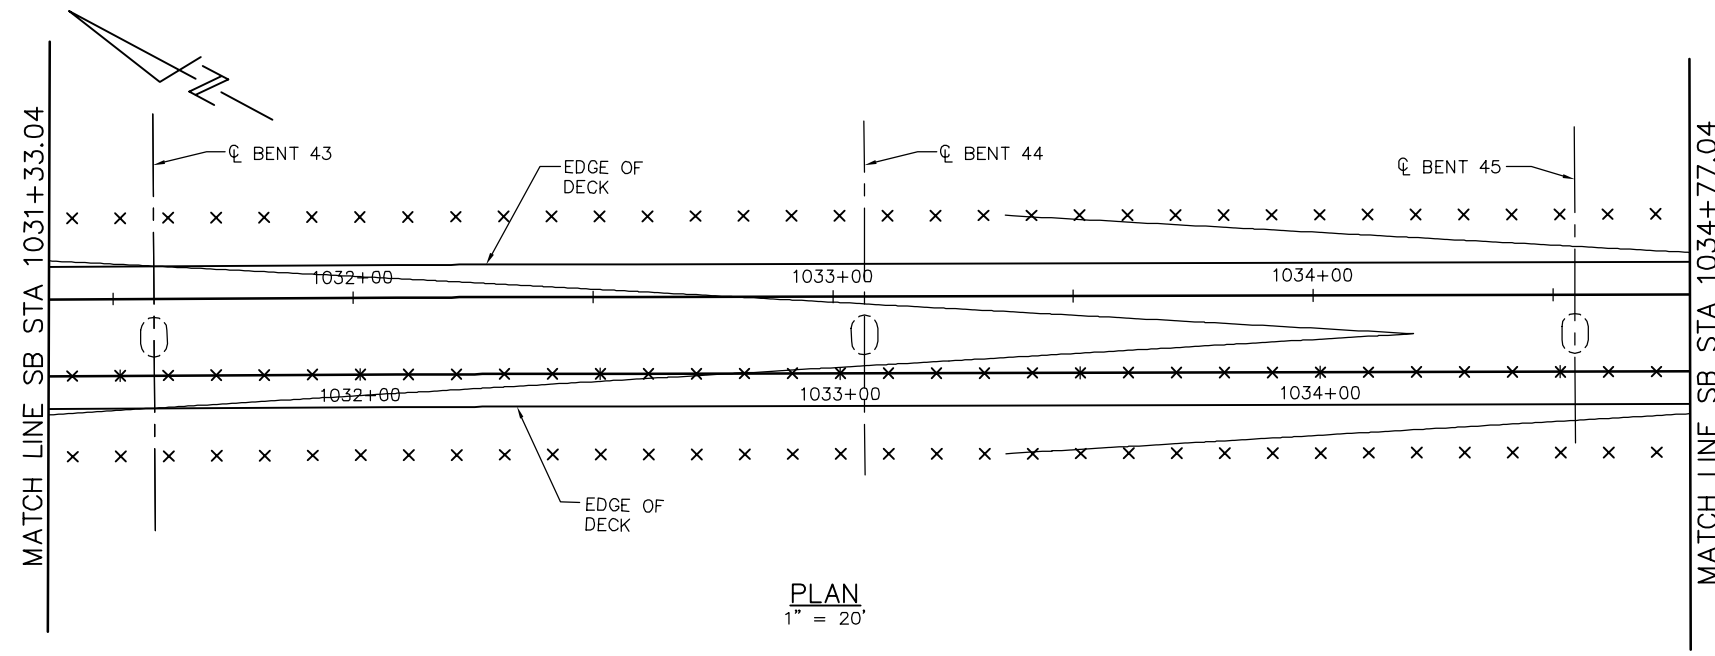 MATCH LINE SB STA 1031+33.04
℄ BENT 43
EDGE OF
DECK
℄ BENT 44
℄ BENT 45
MATCH LINE SB STA 1034+77.04
1032+00
1033+00
1034+00
1032+00
1033+00
1034+00
EDGE OF
DECK
PLAN
1" = 20'